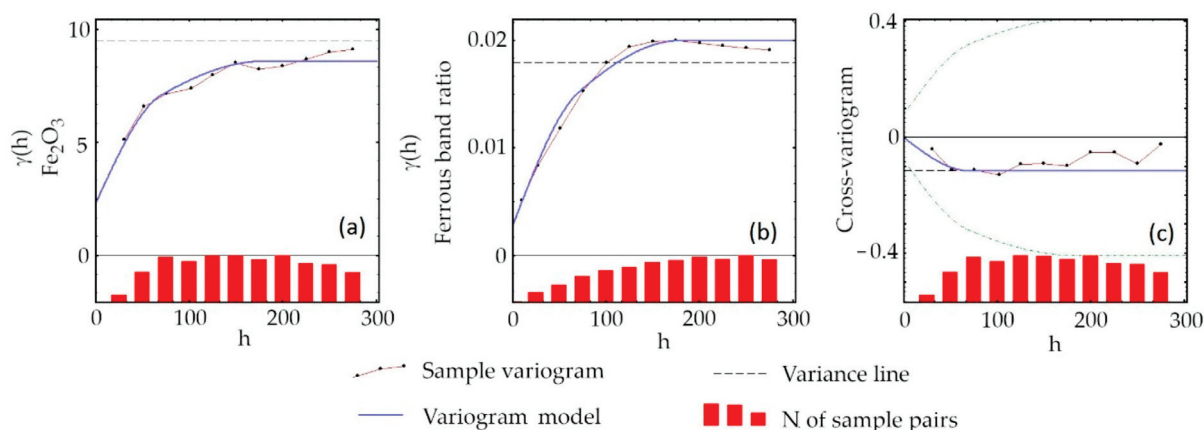 γ(h)
Fe₂O₃
10
5
0
(a)
0
100
200
300
h
γ(h)
Ferrous band ratio
0.02
0.01
0
(b)
0
100
200
300
h
Cross-variogram
0.4
0
−0.4
(c)
0
100
200
300
h
Sample variogram
Variance line
Variogram model
N of sample pairs